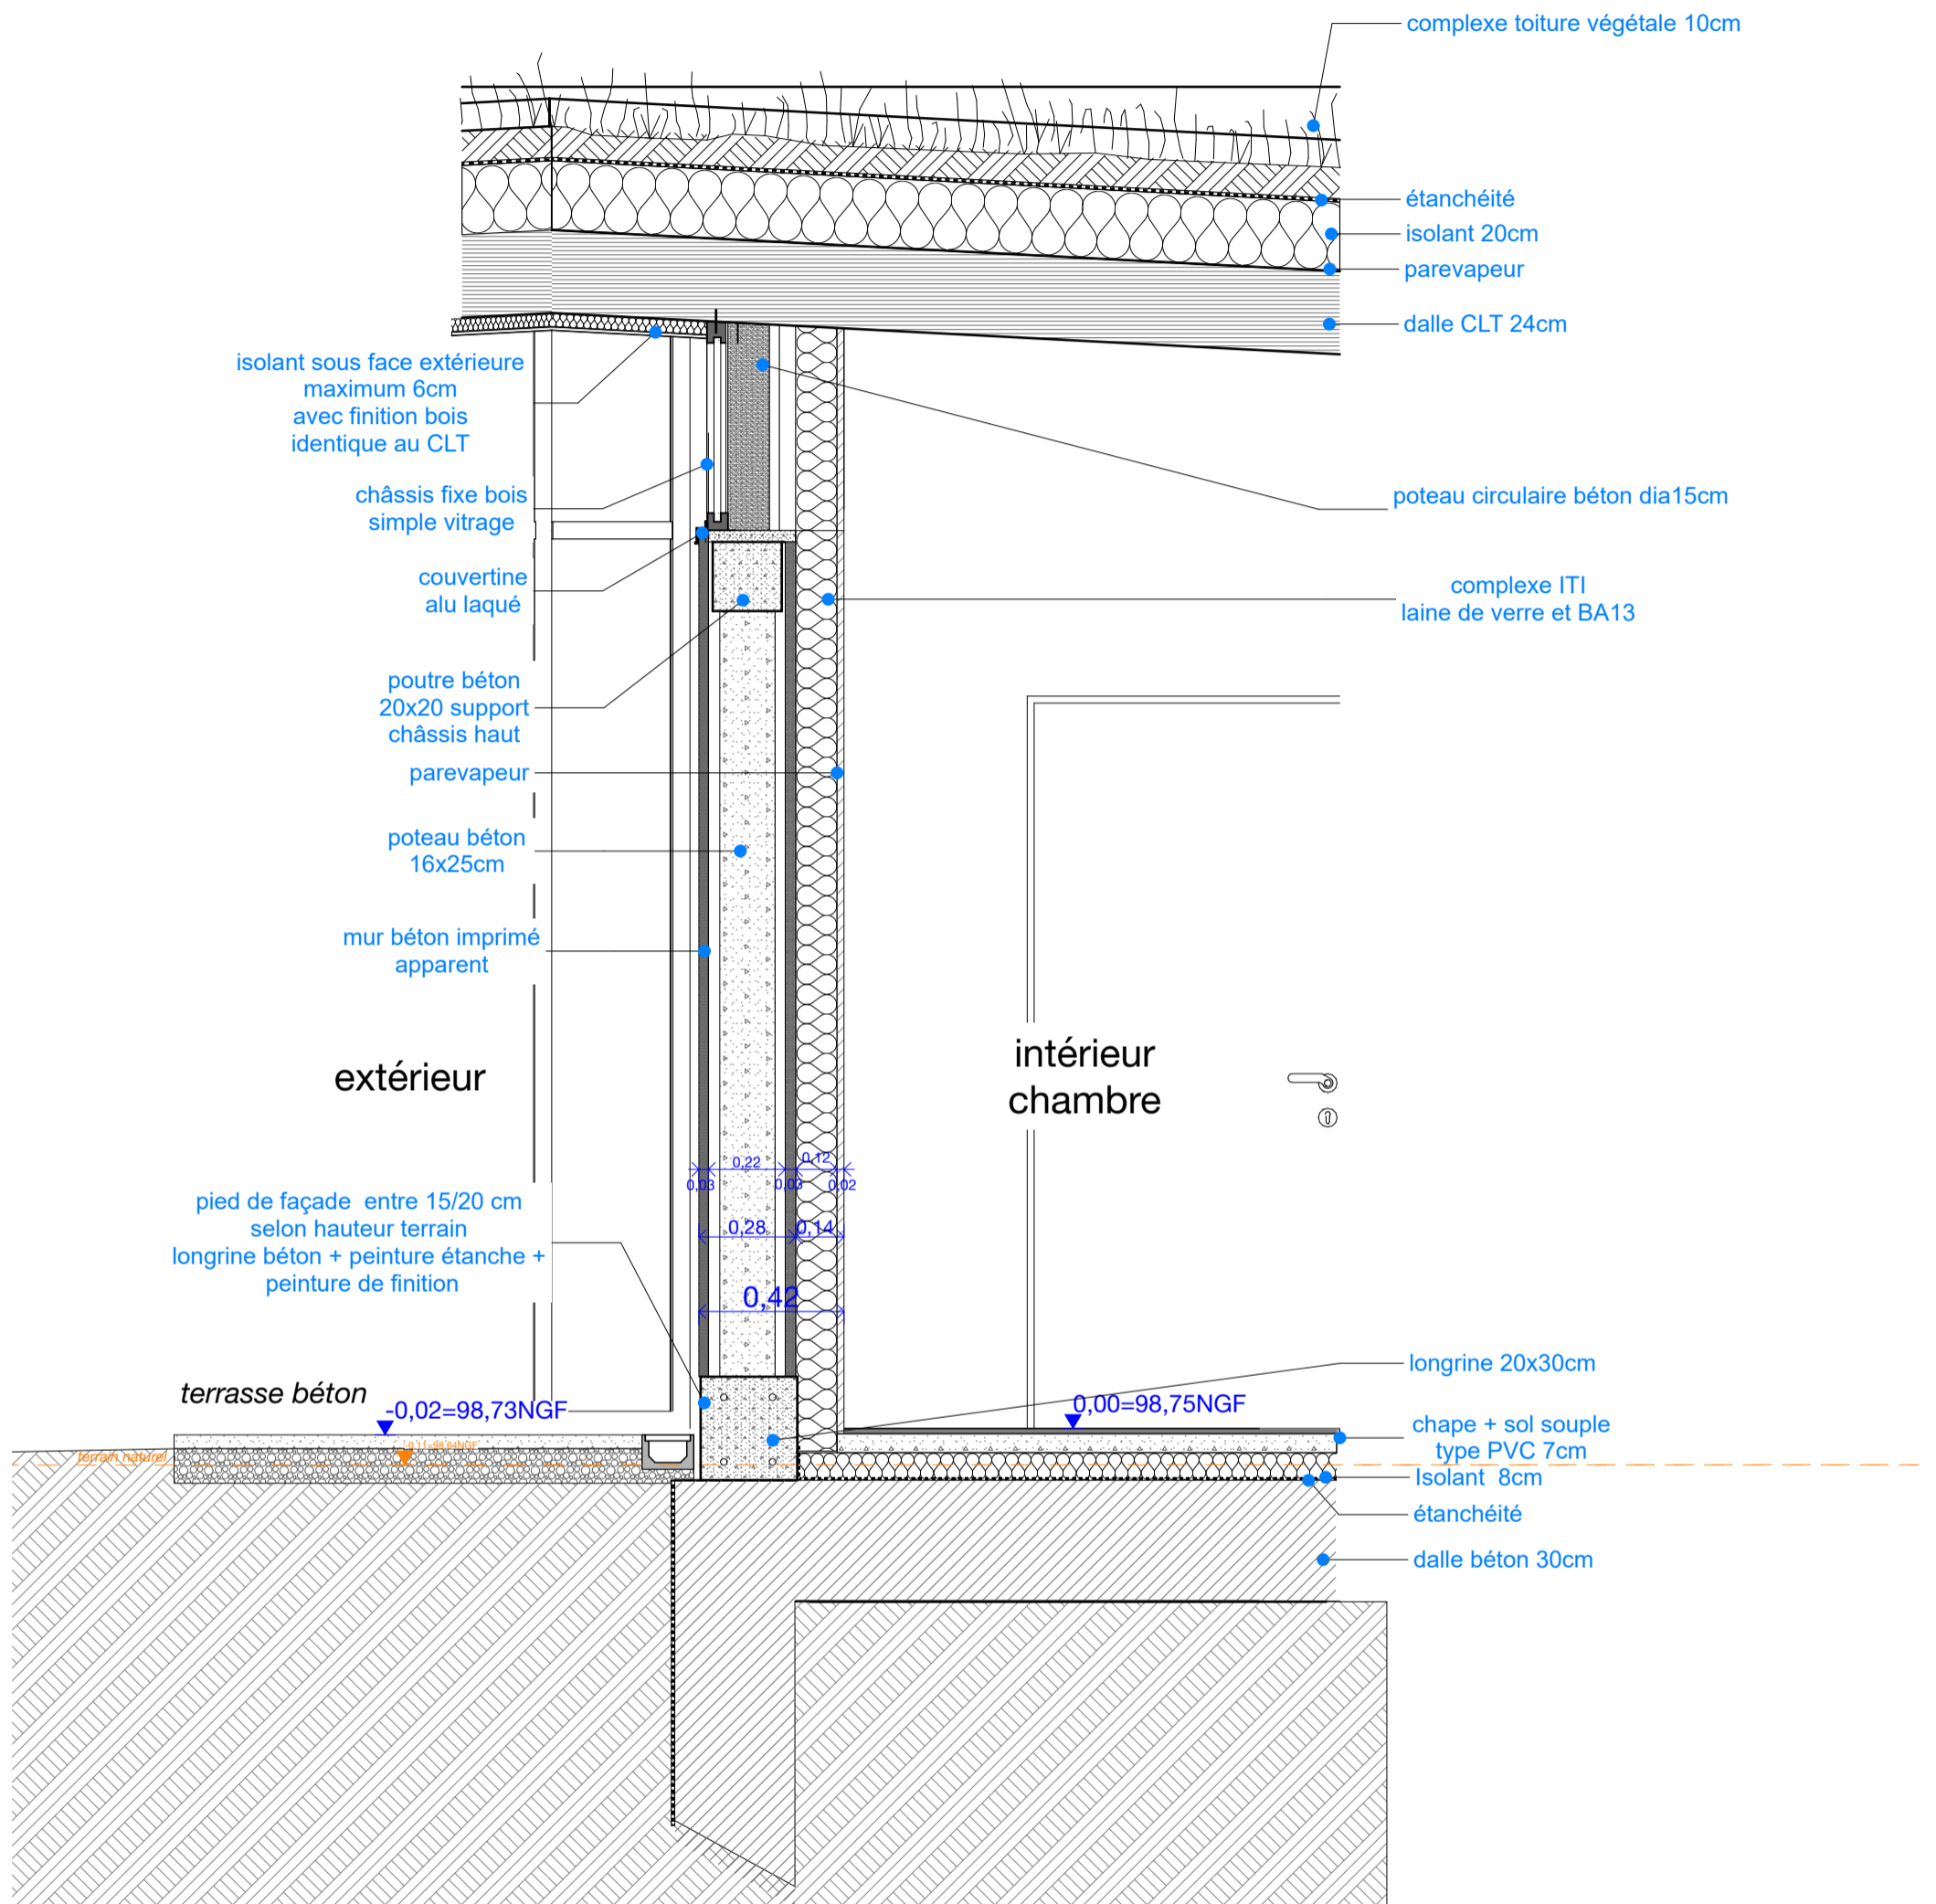 complexe toiture végétale 10cm
étanchéité
isolant 20cm
parevapeur
dalle CLT 24cm
isolant sous face extérieure
maximum 6cm
avec finition bois
identique au CLT
châssis fixe bois
simple vitrage
poteau circulaire béton dia15cm
couvertine
alu laqué
complexe ITI
laine de verre et BA13
poutre béton
20x20 support
châssis haut
parevapeur
poteau béton
16x25cm
mur béton imprimé
apparent
extérieur
intérieur
chambre
0,22
0,12
0,03
0,03
0,02
0,28
0,14
0,42
pied de façade entre 15/20 cm
selon hauteur terrain
longrine béton + peinture étanche +
peinture de finition
longrine 20x30cm
terrasse béton
-0,02=98,73NGF
0,00=98,75NGF
chape + sol souple
type PVC 7cm
-0,11=98,64NGF
terrain naturel
Isolant 8cm
étanchéité
dalle béton 30cm